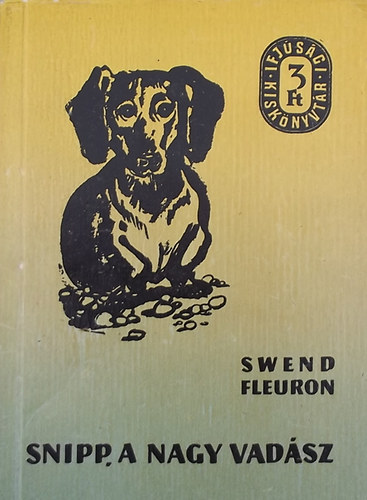 IFJÚSÁGI
3
Ft
KISKÖNYVTÁR
SWEND
FLEURON
SNIPP, A NAGY VADÁSZ